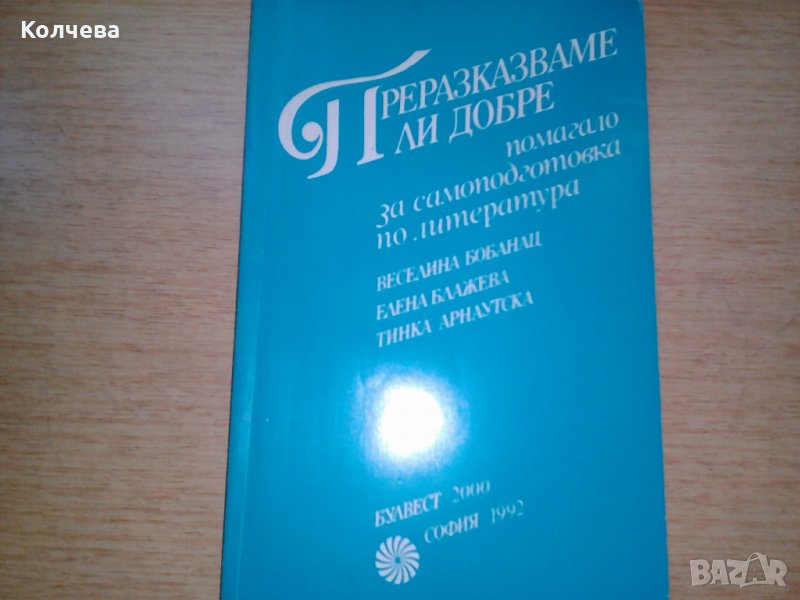 Колчева
ПРЕРАЗКАЗВАМЕ
ЛИ ДОБРЕ
помагало
за самоподготовка
по литература
ВЕСЕЛИНА БОБАНАЦ
ЕЛЕНА БЛАЖЕВА
ТИНКА АРНАУТСКА
БУЛВЕСТ 2000
СОФИЯ 1992
BAZAR